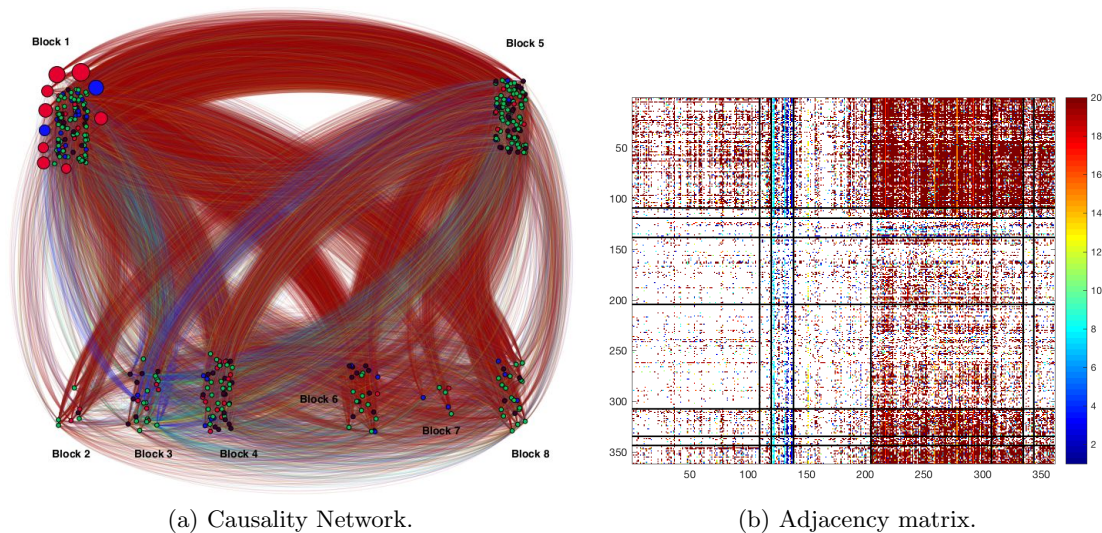 Block 1
Block 5
Block 6
Block 7
Block 2
Block 3
Block 4
Block 8
(a) Causality Network.
50
100
150
200
250
300
350
50
100
150
200
250
300
350
20
18
16
14
12
10
8
6
4
2
(b) Adjacency matrix.